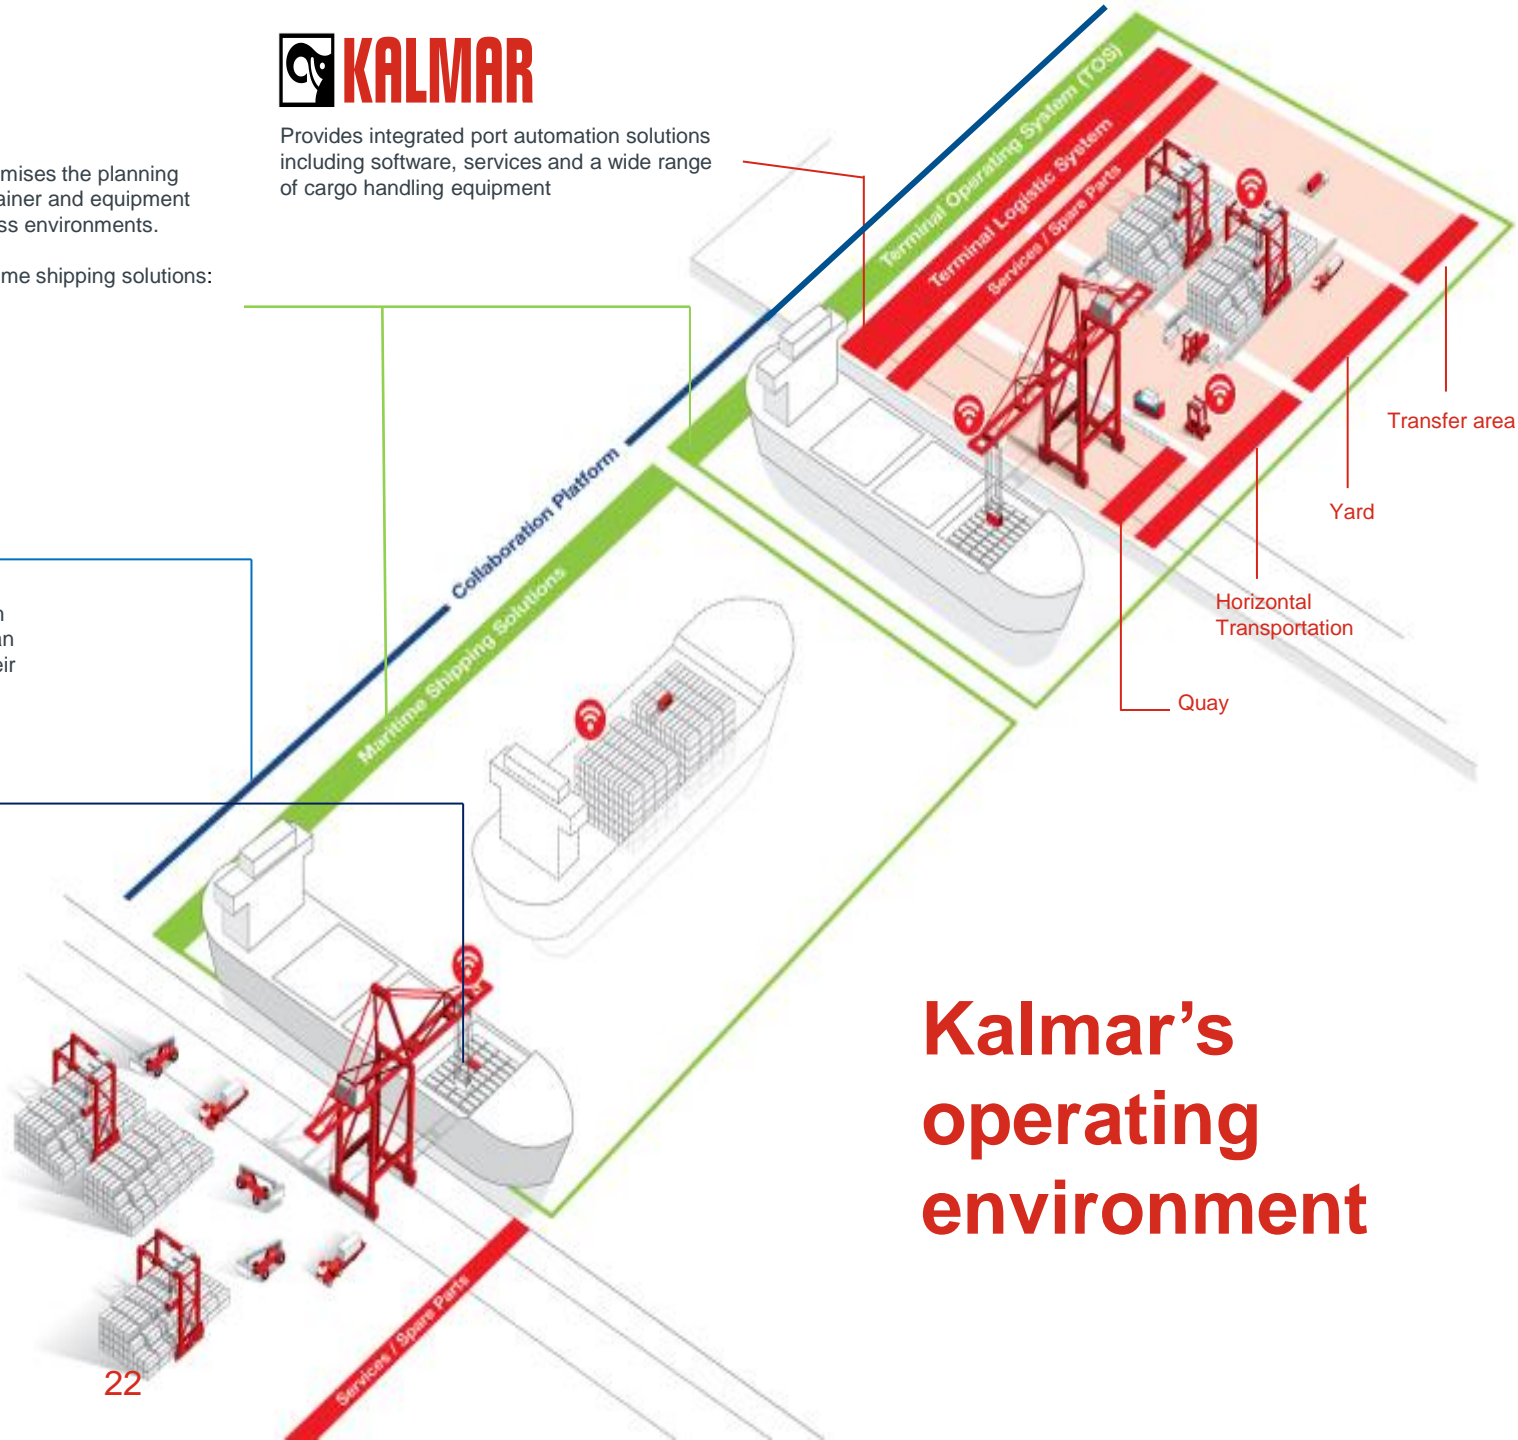 KALMAR
Provides integrated port automation solutions
including software, services and a wide range
of cargo handling equipment
mises the planning
ainer and equipment
ss environments.
me shipping solutions:
n
an
eir
Collaboration Platform
Maritime Shipping Solutions
Terminal Operating System (TOS)
Terminal Logistic System
Services / Spare Parts
Transfer area
Yard
Horizontal
Transportation
Quay
Services / Spare Parts
Kalmar’s
operating
environment
22